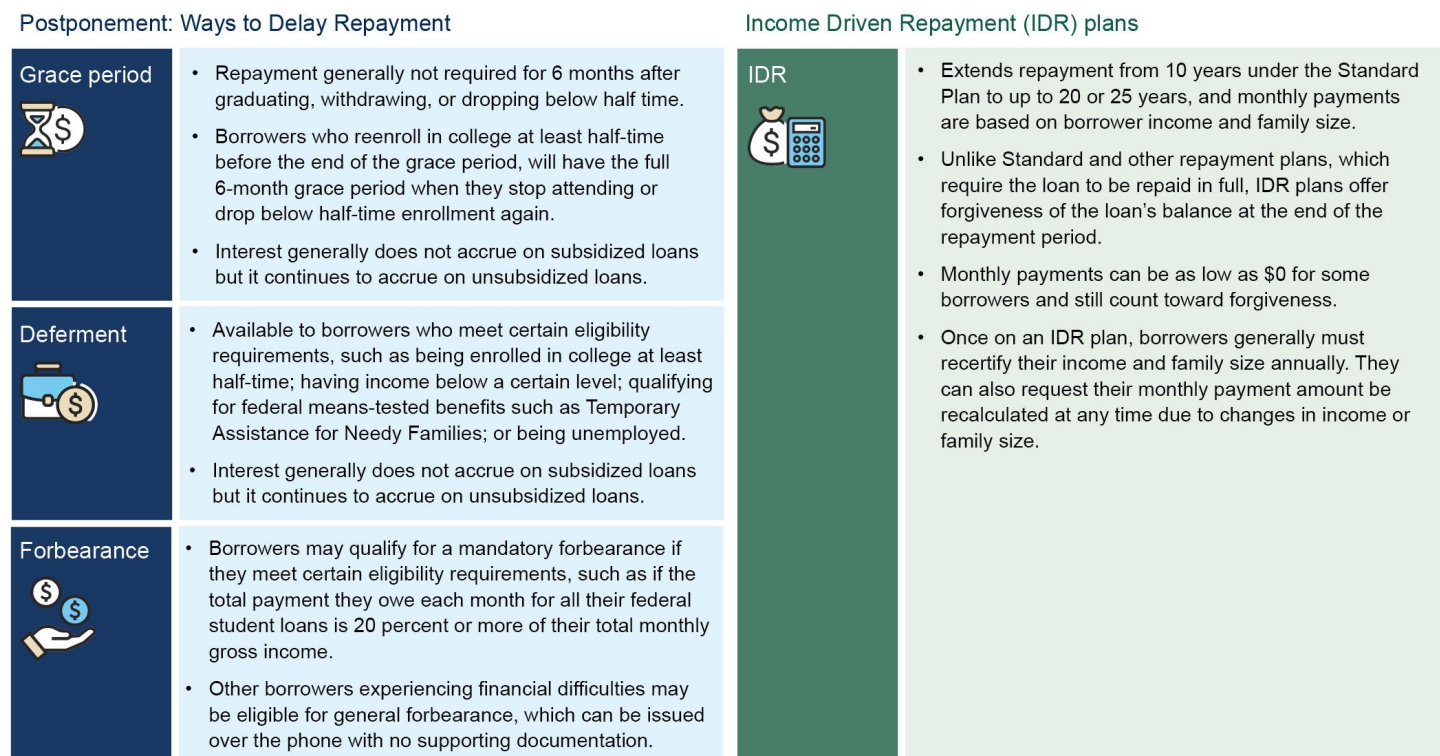 Postponement: Ways to Delay Repayment
Grace period
• Repayment generally not required for 6 months after
graduating, withdrawing, or dropping below half time.
• Borrowers who reenroll in college at least half-time
before the end of the grace period, will have the full
6-month grace period when they stop attending or
drop below half-time enrollment again.
• Interest generally does not accrue on subsidized loans
but it continues to accrue on unsubsidized loans.
Deferment
• Available to borrowers who meet certain eligibility
requirements, such as being enrolled in college at least
half-time; having income below a certain level; qualifying
for federal means-tested benefits such as Temporary
Assistance for Needy Families; or being unemployed.
• Interest generally does not accrue on subsidized loans
but it continues to accrue on unsubsidized loans.
Forbearance
• Borrowers may qualify for a mandatory forbearance if
they meet certain eligibility requirements, such as if the
total payment they owe each month for all their federal
student loans is 20 percent or more of their total monthly
gross income.
• Other borrowers experiencing financial difficulties may
be eligible for general forbearance, which can be issued
over the phone with no supporting documentation.
Income Driven Repayment (IDR) plans
IDR
• Extends repayment from 10 years under the Standard
Plan to up to 20 or 25 years, and monthly payments
are based on borrower income and family size.
• Unlike Standard and other repayment plans, which
require the loan to be repaid in full, IDR plans offer
forgiveness of the loan's balance at the end of the
repayment period.
• Monthly payments can be as low as $0 for some
borrowers and still count toward forgiveness.
• Once on an IDR plan, borrowers generally must
recertify their income and family size annually. They
can also request their monthly payment amount be
recalculated at any time due to changes in income or
family size.